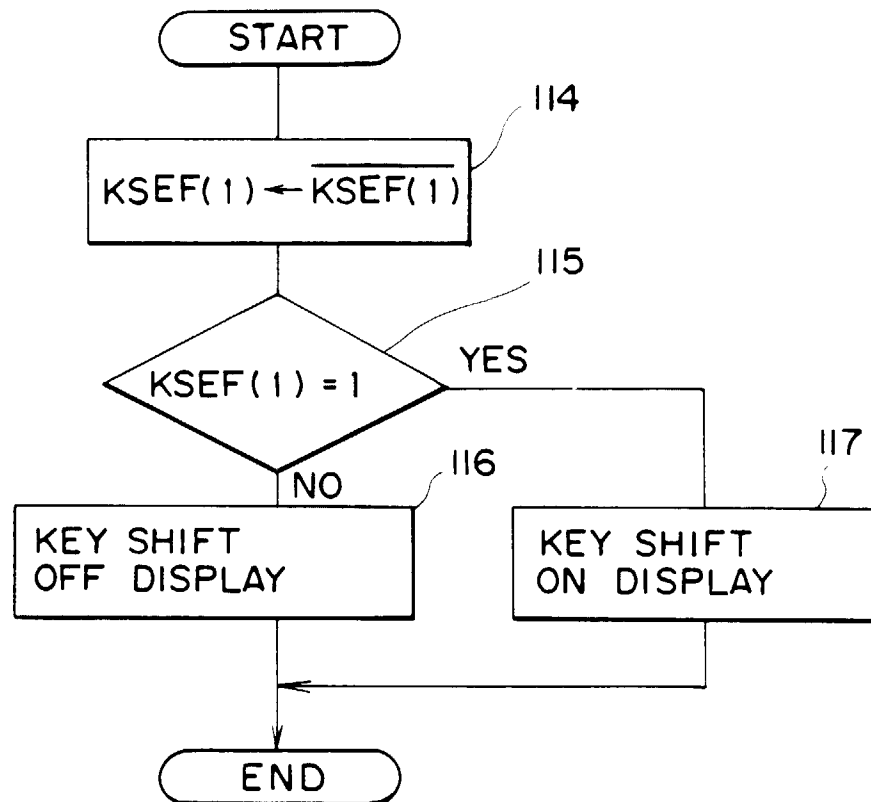 START
114
KSEF(1) ← K̅S̅E̅F̅(̅1̅)̅
115
KSEF(1) = 1
YES
NO
116
117
KEY SHIFT
OFF DISPLAY
KEY SHIFT
ON DISPLAY
END